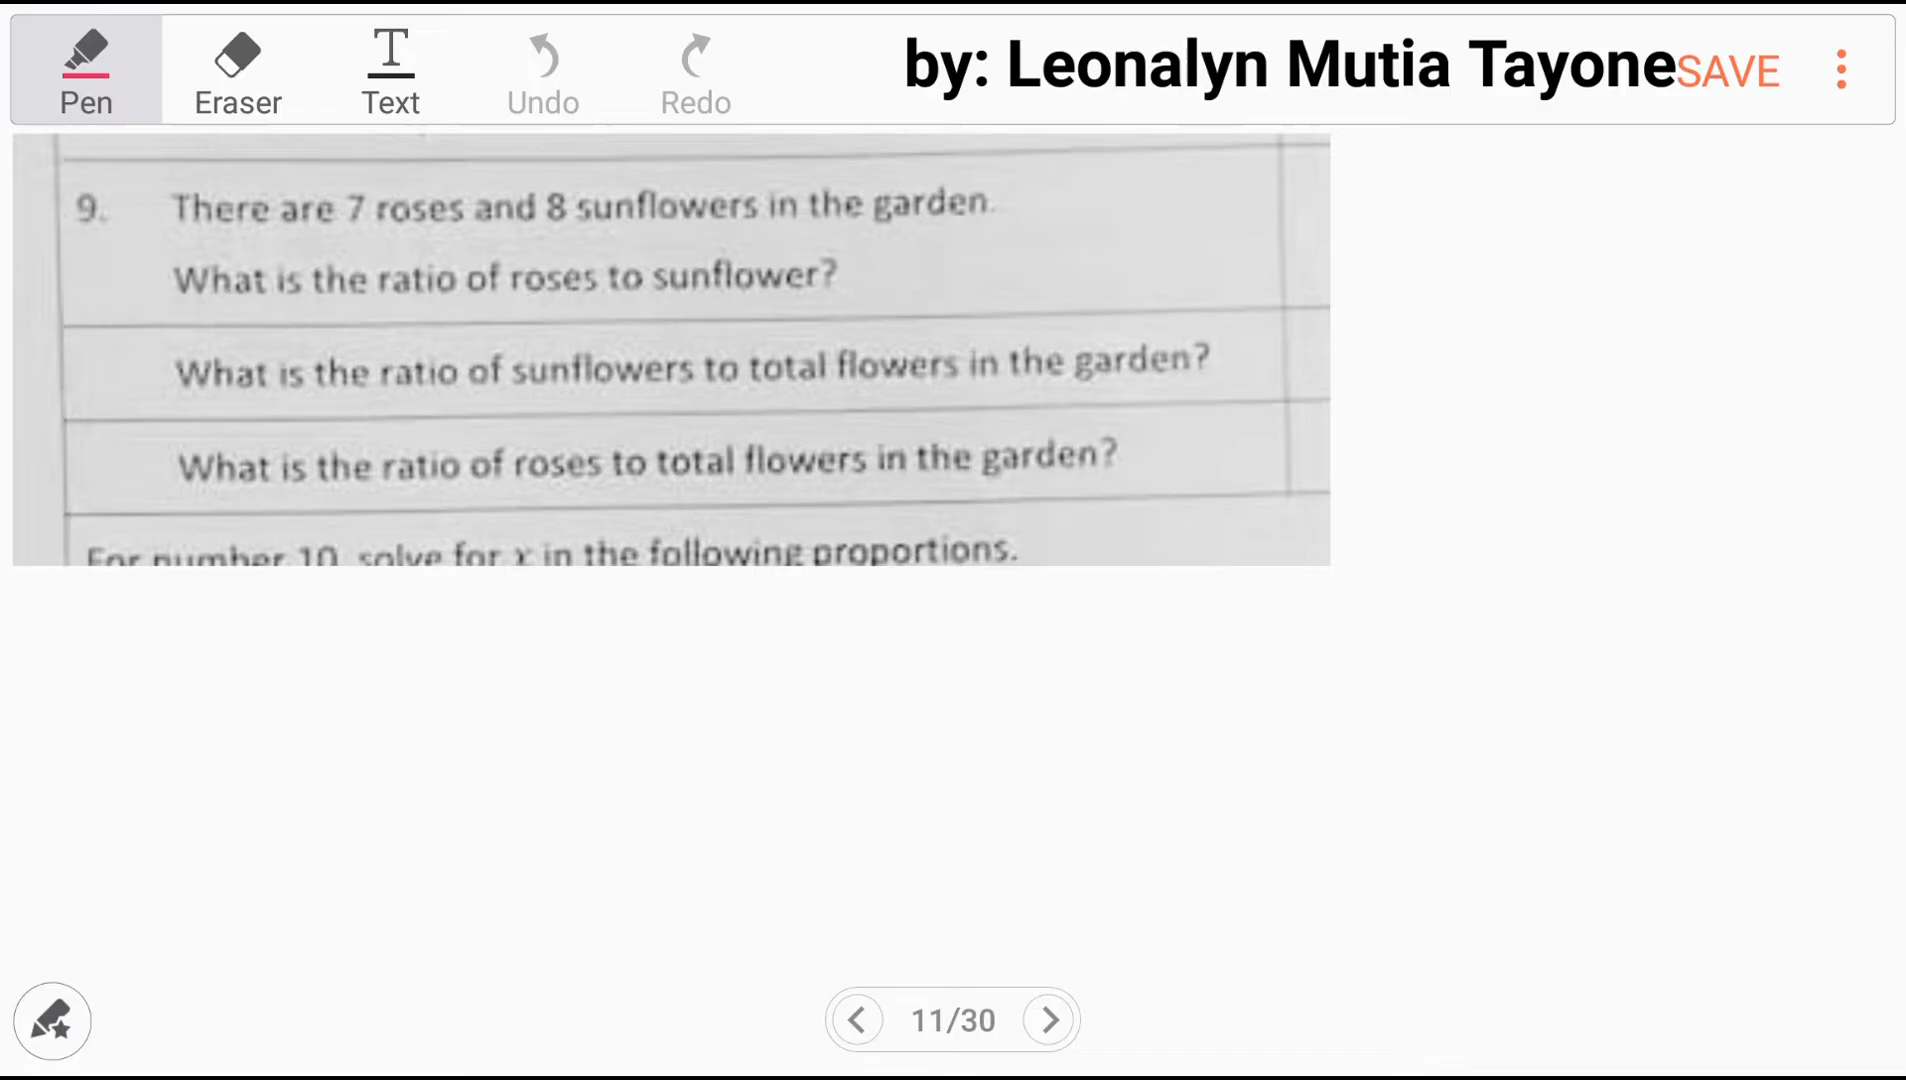 Pen
Eraser
Text
Undo
Redo
by: Leonalyn Mutia Tayone
SAVE
9. There are 7 roses and 8 sunflowers in the garden.
What is the ratio of roses to sunflower?
What is the ratio of sunflowers to total flowers in the garden?
What is the ratio of roses to total flowers in the garden?
For number 10, solve for x in the following proportions.
11/30